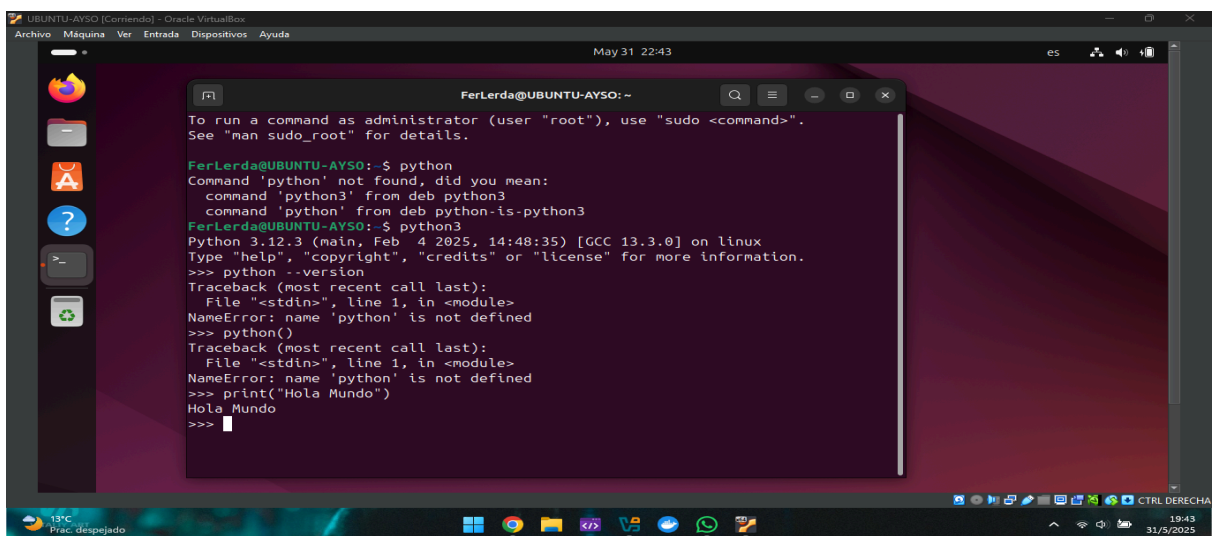 UBUNTU-AYSO [Corriendo] - Oracle VirtualBox
Archivo Máquina Ver Entrada Dispositivos Ayuda
May 31 22:43
es
FerLerda@UBUNTU-AYSO: ~
To run a command as administrator (user "root"), use "sudo <command>".
See "man sudo_root" for details.
FerLerda@UBUNTU-AYSO:~$ python
Command 'python' not found, did you mean:
command 'python3' from deb python3
command 'python' from deb python-is-python3
FerLerda@UBUNTU-AYSO:~$ python3
Python 3.12.3 (main, Feb  4 2025, 14:48:35) [GCC 13.3.0] on linux
Type "help", "copyright", "credits" or "license" for more information.
>>> python --version
Traceback (most recent call last):
File "<stdin>", line 1, in <module>
NameError: name 'python' is not defined
>>> python()
Traceback (most recent call last):
File "<stdin>", line 1, in <module>
NameError: name 'python' is not defined
>>> print("Hola Mundo")
Hola Mundo
>>>
CTRL DERECHA
13°C
Prac. despejado
19:43
31/5/2025